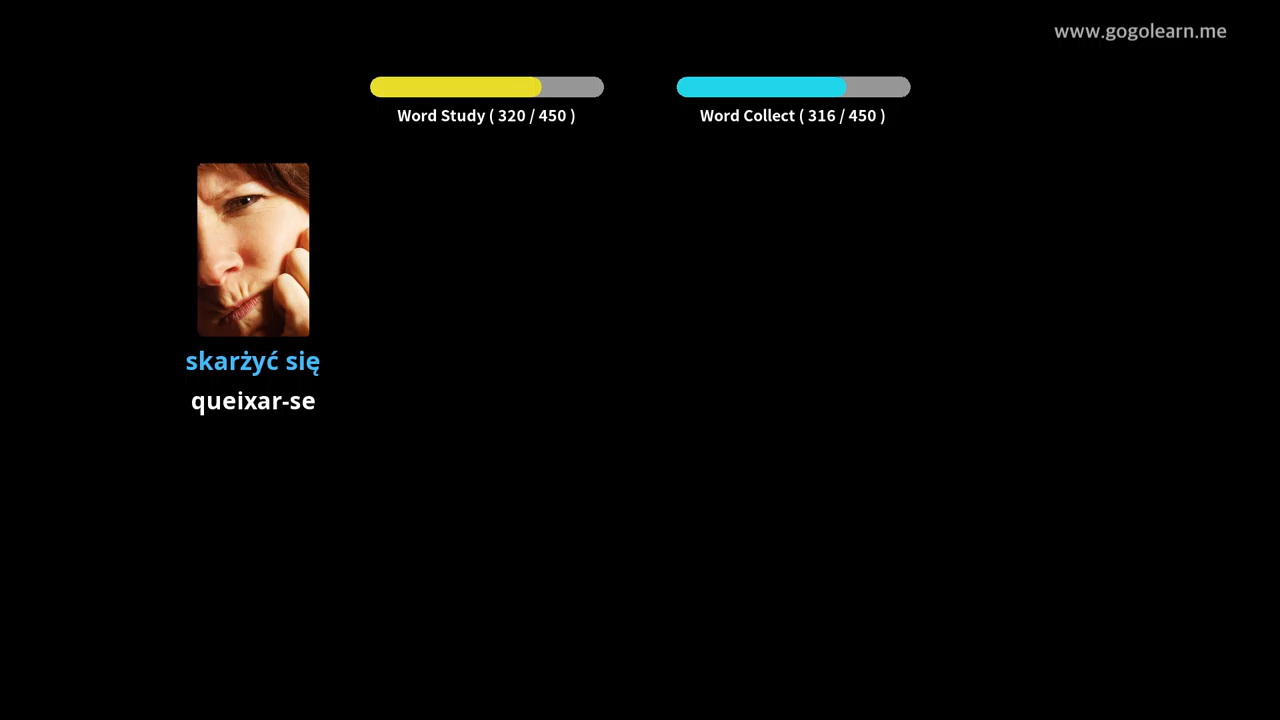 www.gogolearn.me
Word Study ( 320 / 450 )
Word Collect ( 316 / 450 )
skarżyć się
queixar-se